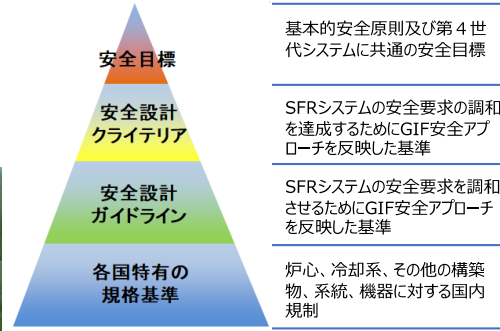 安全目標
基本的安全原則及び第４世
代システムに共通の安全目標
安全設計
クライテリア
SFRシステムの安全要求の調和
を達成するためにGIF安全アプ
ローチを反映した基準
安全設計
ガイドライン
SFRシステムの安全要求を調和
させるためにGIF安全アプローチ
を反映した基準
各国特有の
規格基準
炉心、冷却系、その他の構築
物、系統、機器に対する国内
規制